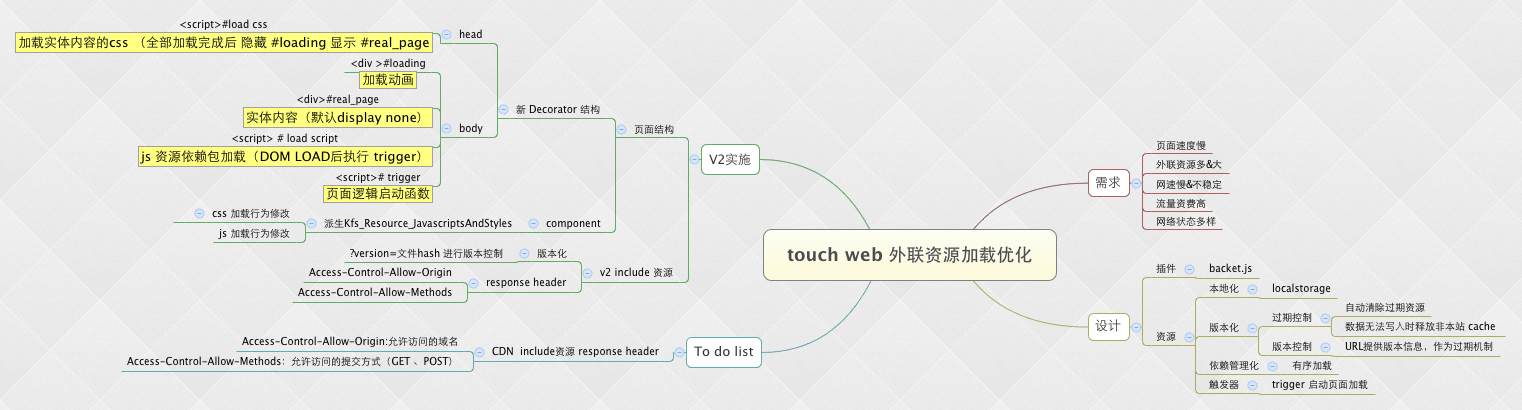 touch web 外联资源加载优化
需求
页面速度慢
外联资源多&大
网速慢&不稳定
流量资费高
网络状态多样
设计
插件
backet.js
资源
本地化
localstorage
版本化
过期控制
自动清除过期资源
数据无法写入时释放非本站 cache
版本控制
URL提供版本信息，作为过期机制
依赖管理化
有序加载
触发器
trigger 启动页面加载
V2实施
页面结构
新 Decorator 结构
head
<script>#load css
加载实体内容的css （全部加载完成后 隐藏 #loading 显示 #real_page
body
<div >#loading
加载动画
<div>#real_page
实体内容（默认display none）
<script> # load script
js 资源依赖包加载（DOM LOAD后执行 trigger）
<script># trigger
页面逻辑启动函数
component
派生Kfs_Resource_JavascriptsAndStyles
css 加载行为修改
js 加载行为修改
v2 include 资源
版本化
?version=文件hash 进行版本控制
response header
Access-Control-Allow-Origin
Access-Control-Allow-Methods
To do list
CDN  include资源 response header
Access-Control-Allow-Origin:允许访问的域名
Access-Control-Allow-Methods：允许访问的提交方式（GET 、POST）